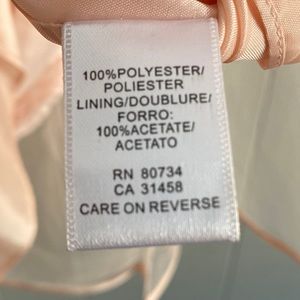 100%POLYESTER/
POLIESTER
LINING/DOUBLURE/
FORRO:
100%ACETATE/
ACETATO
RN 80734
CA 31458
CARE ON REVERSE